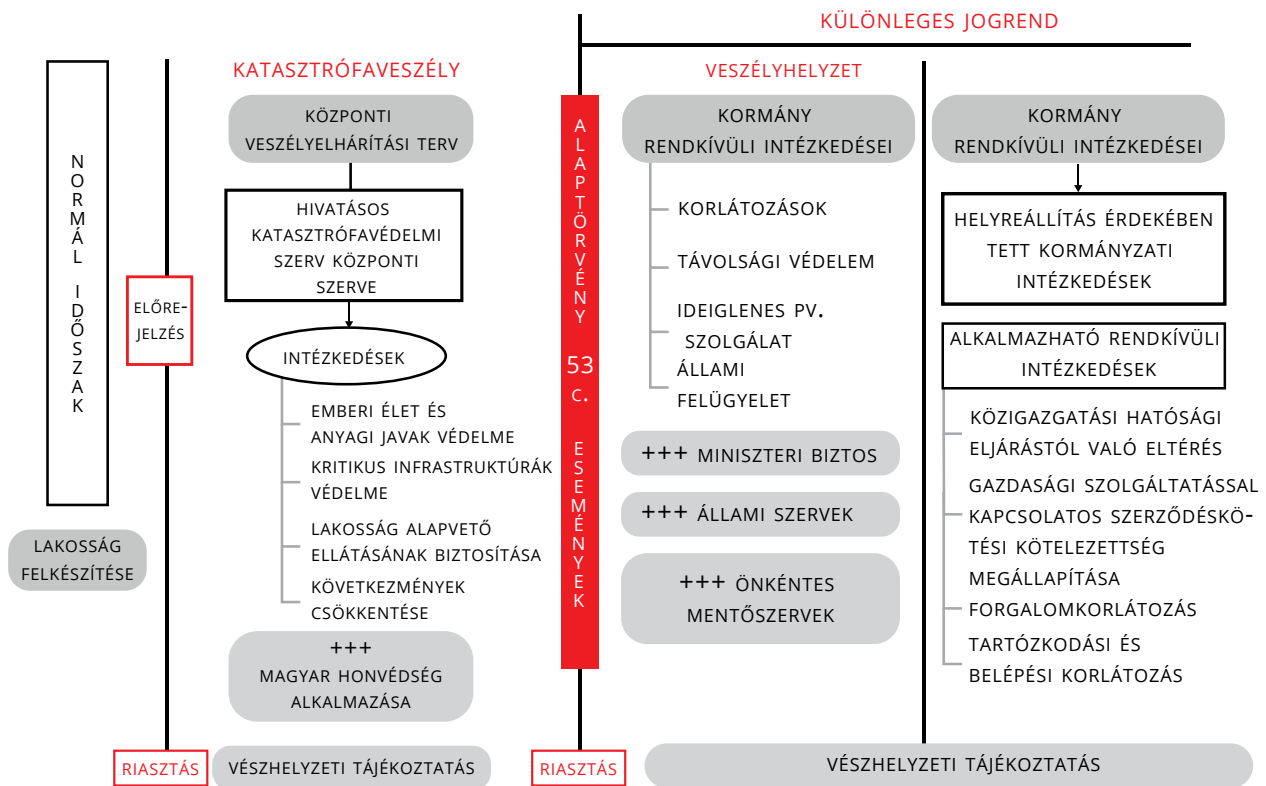 KÜLÖNLEGES JOGREND
NORMÁL IDŐSZAK
LAKOSSÁG
FELKÉSZÍTÉSE
ELŐRE-
JELZÉS
RIASZTÁS
KATASZTRÓFAVESZÉLY
KÖZPONTI
VESZÉLYELHÁRÍTÁSI TERV
HIVATÁSOS
KATASZTRÓFAVÉDELMI
SZERV KÖZPONTI
SZERVE
INTÉZKEDÉSEK
EMBERI ÉLET ÉS
ANYAGI JAVAK VÉDELME
KRITIKUS INFRASTRUKTÚRÁK
VÉDELME
LAKOSSÁG ALAPVETŐ
ELLÁTÁSÁNAK BIZTOSÍTÁSA
KÖVETKEZMÉNYEK
CSÖKKENTÉSE
+++
MAGYAR HONVÉDSÉG
ALKALMAZÁSA
VÉSZHELYZETI TÁJÉKOZTATÁS
ALAPTÖRVÉNY 53 C. ESEMÉNYEK
RIASZTÁS
VESZÉLYHELYZET
KORMÁNY
RENDKÍVÜLI INTÉZKEDÉSEI
KORLÁTOZÁSOK
TÁVOLSÁGI VÉDELEM
IDEIGLENES PV.
SZOLGÁLAT
ÁLLAMI
FELÜGYELET
+++ MINISZTERI BIZTOS
+++ ÁLLAMI SZERVEK
+++ ÖNKÉNTES
MENTŐSZERVEK
KORMÁNY
RENDKÍVÜLI INTÉZKEDÉSEI
HELYREÁLLÍTÁS ÉRDEKÉBEN
TETT KORMÁNYZATI
INTÉZKEDÉSEK
ALKALMAZHATÓ RENDKÍVÜLI
INTÉZKEDÉSEK
KÖZIGAZGATÁSI HATÓSÁGI
ELJÁRÁSTÓL VALÓ ELTÉRÉS
GAZDASÁGI SZOLGÁLTATÁSSAL
KAPCSOLATOS SZERZŐDÉSKÖ-
TÉSI KÖTELEZETTSÉG
MEGÁLLAPÍTÁSA
FORGALOMKORLÁTOZÁS
TARTÓZKODÁSI ÉS
BELÉPÉSI KORLÁTOZÁS
VÉSZHELYZETI TÁJÉKOZTATÁS